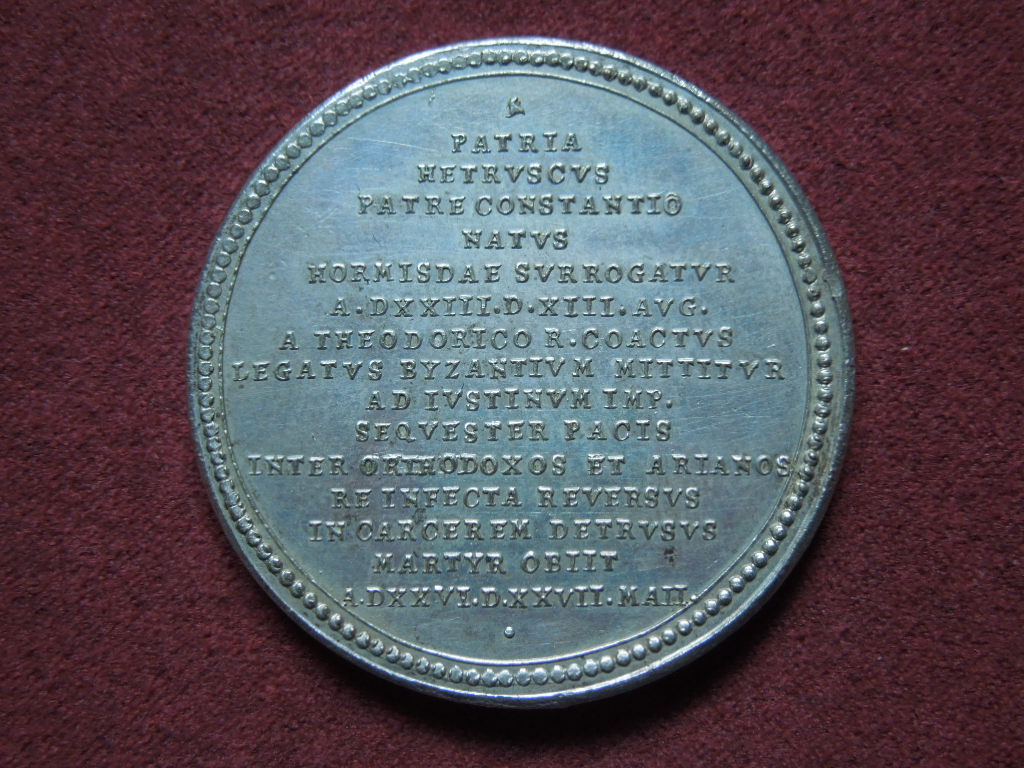 PATRIA
HETRVSCVS
PATRE CONSTANTIO
NATVS
HORMISDAE SVRROGATVR
A.DXXIII.D.XIII.AVG.
A THEODORICO R.COACTVS
LEGATVS BYZANTIVM MITTITVR
AD IVSTINVM IMP.
SEQVESTER PACIS
INTER ORTHODOXOS ET ARIANOS
RE INFECTA REVERSVS
IN CARCEREM DETRVSVS
MARTYR OBIIT
A.DXXVI.D.XXVII.MAII.